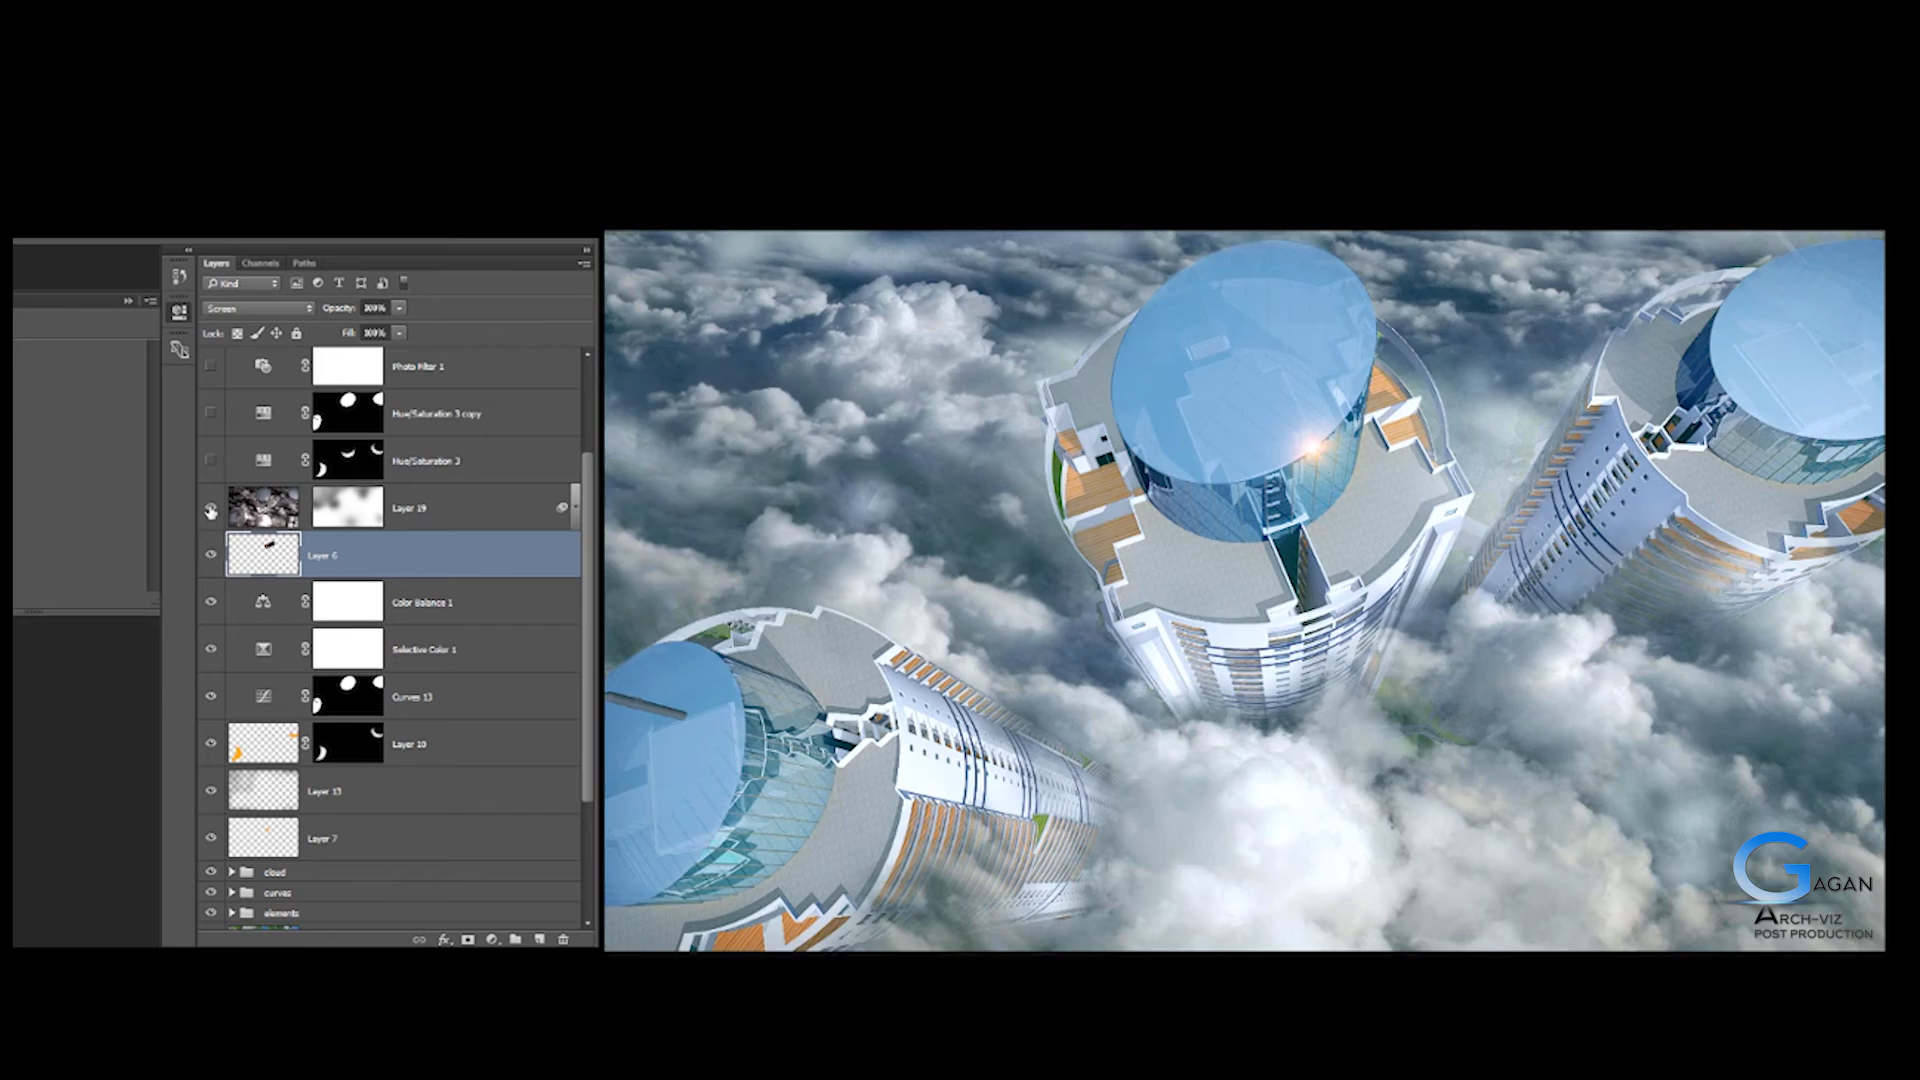 Layers Channels Paths
Kind
Screen Opacity: 100%
Lock: Fill: 100%
Photo Filter 1
Hue/Saturation 3 copy
Hue/Saturation 3
Layer 19
Layer 6
Color Balance 1
Selective Color 1
Curves 13
Layer 10
Layer 13
Layer 7
cloud
curves
elements
fx
GAGAN
ARCH-VIZ
POST PRODUCTION